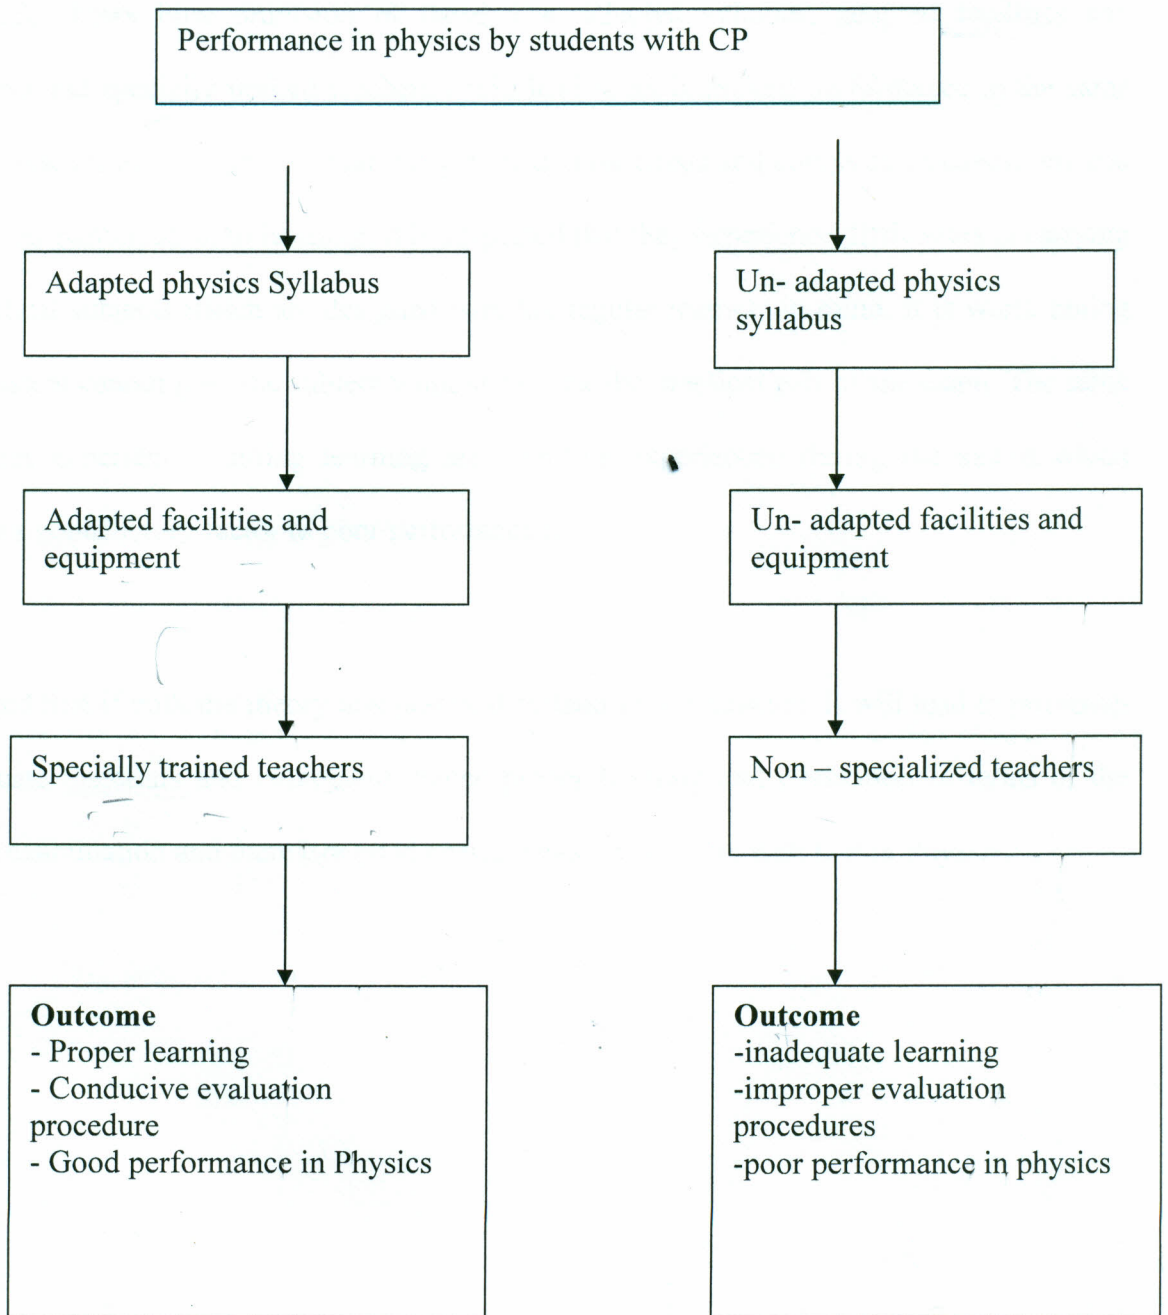 Performance in physics by students with CP
Adapted physics Syllabus
Un- adapted physics
syllabus
Adapted facilities and
equipment
Un- adapted facilities and
equipment
Specially trained teachers
Non – specialized teachers
Outcome
- Proper learning
- Conducive evaluation
procedure
- Good performance in Physics
Outcome
-inadequate learning
-improper evaluation
procedures
-poor performance in physics